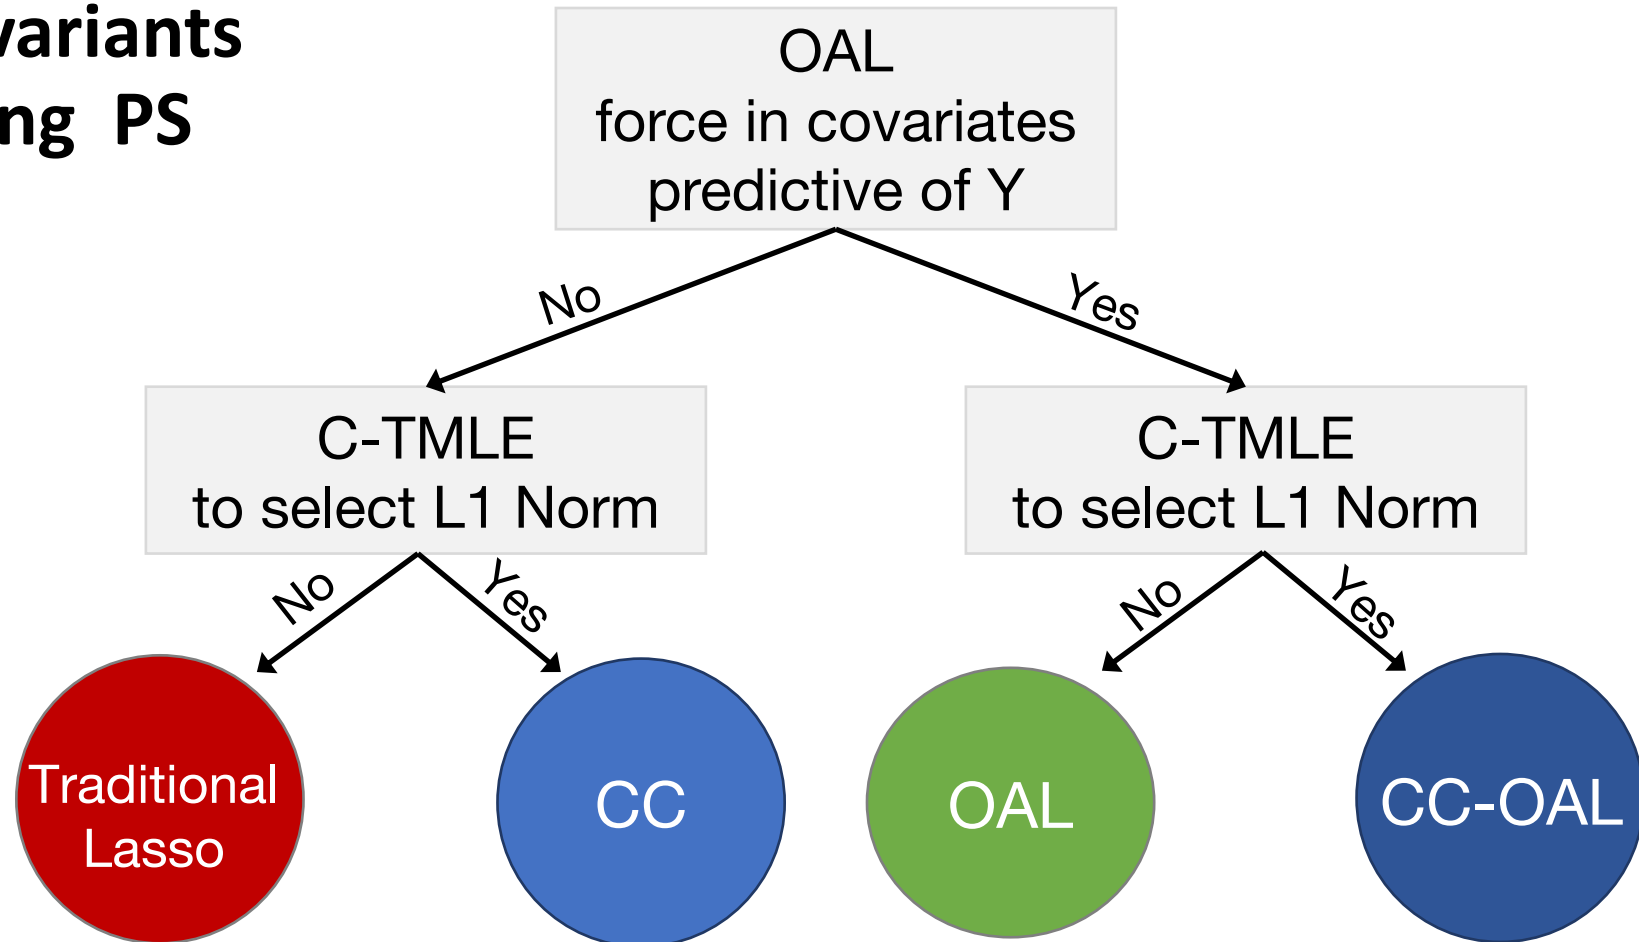 variants
ng PS
OAL
force in covariates
predictive of Y
No
Yes
C-TMLE
to select L1 Norm
C-TMLE
to select L1 Norm
No
Yes
No
Yes
Traditional
Lasso
CC
OAL
CC-OAL